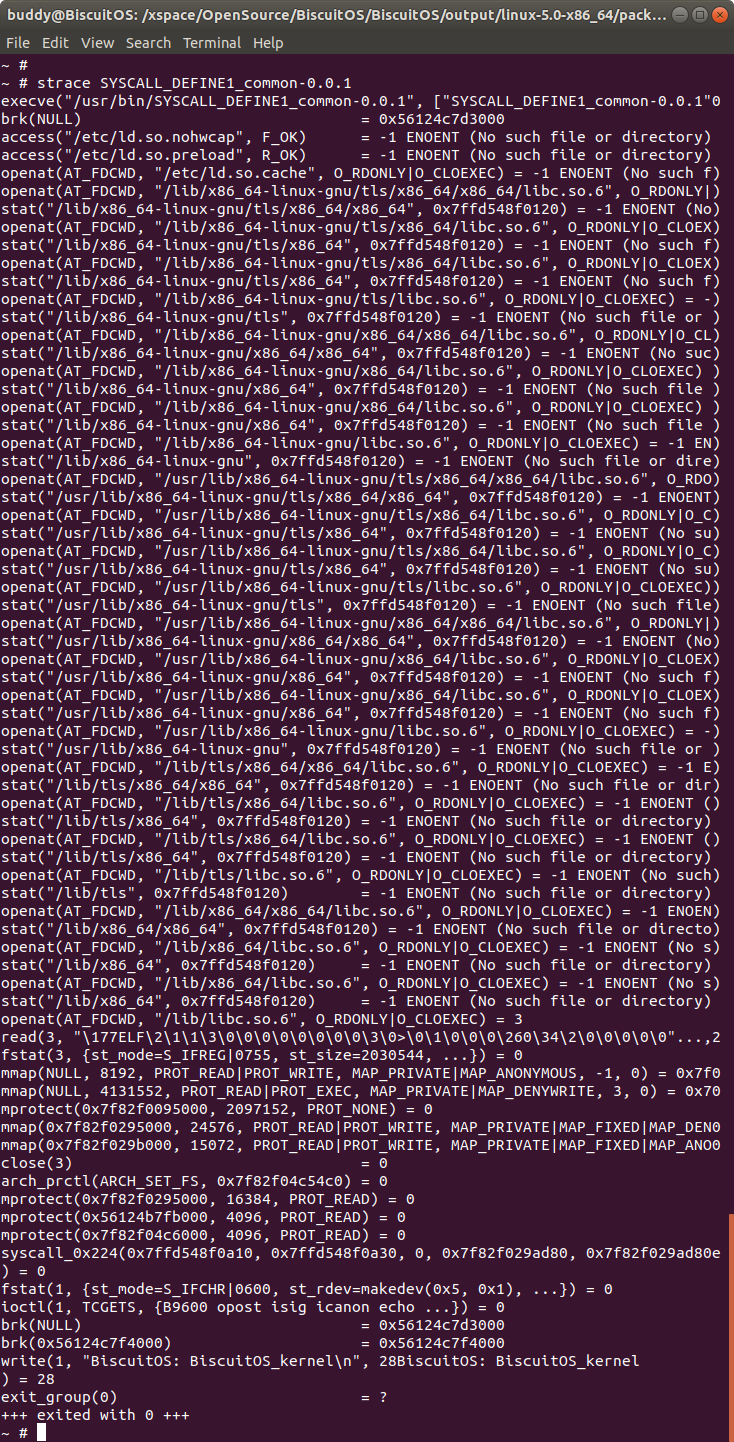 buddy@BiscuitOS: /xspace/OpenSource/BiscuitOS/BiscuitOS/output/linux-5.0-x86_64/pack...
File Edit View Search Terminal Help
~ #
~ # strace SYSCALL_DEFINE1_common-0.0.1
execve("/usr/bin/SYSCALL_DEFINE1_common-0.0.1", ["SYSCALL_DEFINE1_common-0.0.1"0
brk(NULL)                               = 0x56124c7d3000
access("/etc/ld.so.nohwcap", F_OK)      = -1 ENOENT (No such file or directory)
access("/etc/ld.so.preload", R_OK)      = -1 ENOENT (No such file or directory)
openat(AT_FDCWD, "/etc/ld.so.cache", O_RDONLY|O_CLOEXEC) = -1 ENOENT (No such f)
openat(AT_FDCWD, "/lib/x86_64-linux-gnu/tls/x86_64/x86_64/libc.so.6", O_RDONLY|)
stat("/lib/x86_64-linux-gnu/tls/x86_64/x86_64", 0x7ffd548f0120) = -1 ENOENT (No)
openat(AT_FDCWD, "/lib/x86_64-linux-gnu/tls/x86_64/libc.so.6", O_RDONLY|O_CLOEX)
stat("/lib/x86_64-linux-gnu/tls/x86_64", 0x7ffd548f0120) = -1 ENOENT (No such f)
openat(AT_FDCWD, "/lib/x86_64-linux-gnu/tls/x86_64/libc.so.6", O_RDONLY|O_CLOEX)
stat("/lib/x86_64-linux-gnu/tls/x86_64", 0x7ffd548f0120) = -1 ENOENT (No such f)
openat(AT_FDCWD, "/lib/x86_64-linux-gnu/tls/libc.so.6", O_RDONLY|O_CLOEXEC) = -)
stat("/lib/x86_64-linux-gnu/tls", 0x7ffd548f0120) = -1 ENOENT (No such file or )
openat(AT_FDCWD, "/lib/x86_64-linux-gnu/x86_64/x86_64/libc.so.6", O_RDONLY|O_CL)
stat("/lib/x86_64-linux-gnu/x86_64/x86_64", 0x7ffd548f0120) = -1 ENOENT (No suc)
openat(AT_FDCWD, "/lib/x86_64-linux-gnu/x86_64/libc.so.6", O_RDONLY|O_CLOEXEC) )
stat("/lib/x86_64-linux-gnu/x86_64", 0x7ffd548f0120) = -1 ENOENT (No such file )
openat(AT_FDCWD, "/lib/x86_64-linux-gnu/x86_64/libc.so.6", O_RDONLY|O_CLOEXEC) )
stat("/lib/x86_64-linux-gnu/x86_64", 0x7ffd548f0120) = -1 ENOENT (No such file )
openat(AT_FDCWD, "/lib/x86_64-linux-gnu/libc.so.6", O_RDONLY|O_CLOEXEC) = -1 EN)
stat("/lib/x86_64-linux-gnu", 0x7ffd548f0120) = -1 ENOENT (No such file or dire)
openat(AT_FDCWD, "/usr/lib/x86_64-linux-gnu/tls/x86_64/x86_64/libc.so.6", O_RDO)
stat("/usr/lib/x86_64-linux-gnu/tls/x86_64/x86_64", 0x7ffd548f0120) = -1 ENOENT)
openat(AT_FDCWD, "/usr/lib/x86_64-linux-gnu/tls/x86_64/libc.so.6", O_RDONLY|O_C)
stat("/usr/lib/x86_64-linux-gnu/tls/x86_64", 0x7ffd548f0120) = -1 ENOENT (No su)
openat(AT_FDCWD, "/usr/lib/x86_64-linux-gnu/tls/x86_64/libc.so.6", O_RDONLY|O_C)
stat("/usr/lib/x86_64-linux-gnu/tls/x86_64", 0x7ffd548f0120) = -1 ENOENT (No su)
openat(AT_FDCWD, "/usr/lib/x86_64-linux-gnu/tls/libc.so.6", O_RDONLY|O_CLOEXEC))
stat("/usr/lib/x86_64-linux-gnu/tls", 0x7ffd548f0120) = -1 ENOENT (No such file)
openat(AT_FDCWD, "/usr/lib/x86_64-linux-gnu/x86_64/x86_64/libc.so.6", O_RDONLY|)
stat("/usr/lib/x86_64-linux-gnu/x86_64/x86_64", 0x7ffd548f0120) = -1 ENOENT (No)
openat(AT_FDCWD, "/usr/lib/x86_64-linux-gnu/x86_64/libc.so.6", O_RDONLY|O_CLOEX)
stat("/usr/lib/x86_64-linux-gnu/x86_64", 0x7ffd548f0120) = -1 ENOENT (No such f)
openat(AT_FDCWD, "/usr/lib/x86_64-linux-gnu/x86_64/libc.so.6", O_RDONLY|O_CLOEX)
stat("/usr/lib/x86_64-linux-gnu/x86_64", 0x7ffd548f0120) = -1 ENOENT (No such f)
openat(AT_FDCWD, "/usr/lib/x86_64-linux-gnu/libc.so.6", O_RDONLY|O_CLOEXEC) = -)
stat("/usr/lib/x86_64-linux-gnu", 0x7ffd548f0120) = -1 ENOENT (No such file or )
openat(AT_FDCWD, "/lib/tls/x86_64/x86_64/libc.so.6", O_RDONLY|O_CLOEXEC) = -1 E)
stat("/lib/tls/x86_64/x86_64", 0x7ffd548f0120) = -1 ENOENT (No such file or dir)
openat(AT_FDCWD, "/lib/tls/x86_64/libc.so.6", O_RDONLY|O_CLOEXEC) = -1 ENOENT ()
stat("/lib/tls/x86_64", 0x7ffd548f0120) = -1 ENOENT (No such file or directory)
openat(AT_FDCWD, "/lib/tls/x86_64/libc.so.6", O_RDONLY|O_CLOEXEC) = -1 ENOENT ()
stat("/lib/tls/x86_64", 0x7ffd548f0120) = -1 ENOENT (No such file or directory)
openat(AT_FDCWD, "/lib/tls/libc.so.6", O_RDONLY|O_CLOEXEC) = -1 ENOENT (No such)
stat("/lib/tls", 0x7ffd548f0120)        = -1 ENOENT (No such file or directory)
openat(AT_FDCWD, "/lib/x86_64/x86_64/libc.so.6", O_RDONLY|O_CLOEXEC) = -1 ENOEN)
stat("/lib/x86_64/x86_64", 0x7ffd548f0120) = -1 ENOENT (No such file or directo)
openat(AT_FDCWD, "/lib/x86_64/libc.so.6", O_RDONLY|O_CLOEXEC) = -1 ENOENT (No s)
stat("/lib/x86_64", 0x7ffd548f0120)     = -1 ENOENT (No such file or directory)
openat(AT_FDCWD, "/lib/x86_64/libc.so.6", O_RDONLY|O_CLOEXEC) = -1 ENOENT (No s)
stat("/lib/x86_64", 0x7ffd548f0120)     = -1 ENOENT (No such file or directory)
openat(AT_FDCWD, "/lib/libc.so.6", O_RDONLY|O_CLOEXEC) = 3
read(3, "\177ELF\2\1\1\3\0\0\0\0\0\0\0\0\3\0>\0\1\0\0\0\260\34\2\0\0\0\0\0"...,2
fstat(3, {st_mode=S_IFREG|0755, st_size=2030544, ...}) = 0
mmap(NULL, 8192, PROT_READ|PROT_WRITE, MAP_PRIVATE|MAP_ANONYMOUS, -1, 0) = 0x7f0
mmap(NULL, 4131552, PROT_READ|PROT_EXEC, MAP_PRIVATE|MAP_DENYWRITE, 3, 0) = 0x70
mprotect(0x7f82f0095000, 2097152, PROT_NONE) = 0
mmap(0x7f82f0295000, 24576, PROT_READ|PROT_WRITE, MAP_PRIVATE|MAP_FIXED|MAP_DEN0
mmap(0x7f82f029b000, 15072, PROT_READ|PROT_WRITE, MAP_PRIVATE|MAP_FIXED|MAP_ANO0
close(3)                                = 0
arch_prctl(ARCH_SET_FS, 0x7f82f04c54c0) = 0
mprotect(0x7f82f0295000, 16384, PROT_READ) = 0
mprotect(0x56124b7fb000, 4096, PROT_READ) = 0
mprotect(0x7f82f04c6000, 4096, PROT_READ) = 0
syscall_0x224(0x7ffd548f0a10, 0x7ffd548f0a30, 0, 0x7f82f029ad80, 0x7f82f029ad80e
) = 0
fstat(1, {st_mode=S_IFCHR|0600, st_rdev=makedev(0x5, 0x1), ...}) = 0
ioctl(1, TCGETS, {B9600 opost isig icanon echo ...}) = 0
brk(NULL)                               = 0x56124c7d3000
brk(0x56124c7f4000)                     = 0x56124c7f4000
write(1, "BiscuitOS: BiscuitOS_kernel\n", 28BiscuitOS: BiscuitOS_kernel
) = 28
exit_group(0)                           = ?
+++ exited with 0 +++
~ #